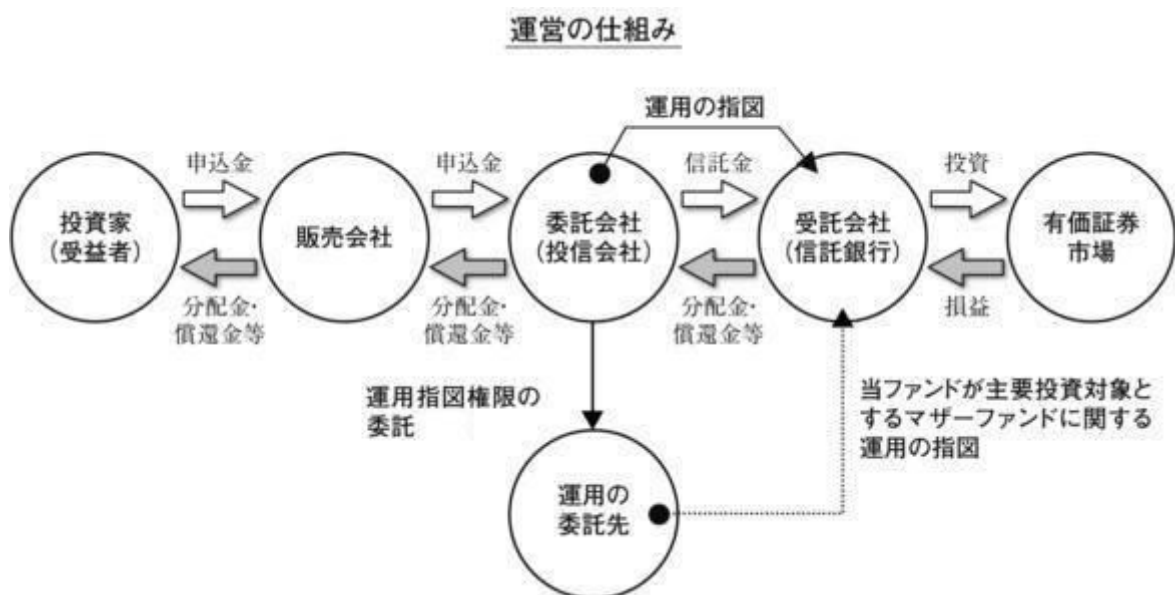 運営の仕組み
運用の指図
申込金
申込金
信託金
投資
投資家
(受益者)
販売会社
委託会社
(投信会社)
受託会社
(信託銀行)
有価証券
市場
分配金・
償還金等
分配金・
償還金等
分配金・
償還金等
損益
運用指図権限の
委託
当ファンドが主要投資対象と
するマザーファンドに関する
運用の指図
運用の
委託先